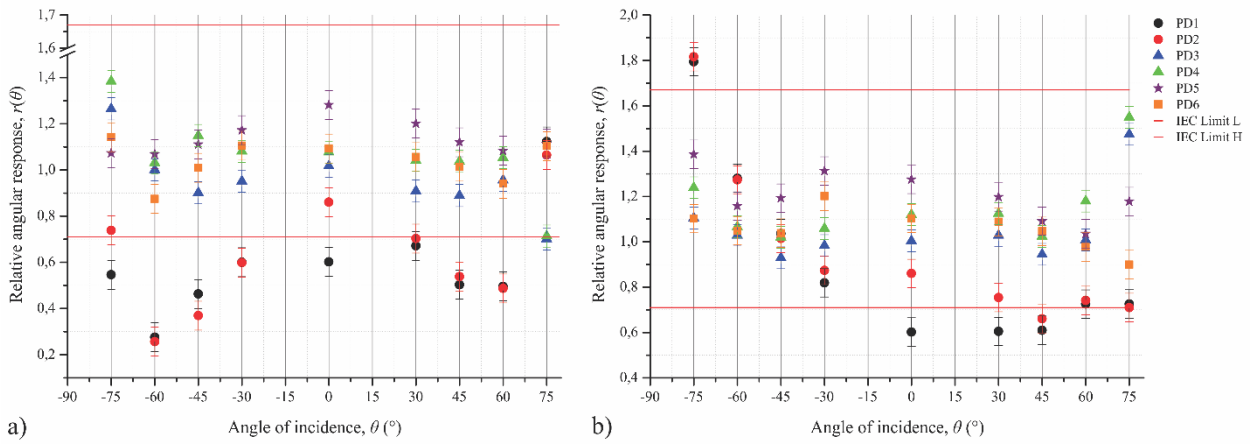 1,7
1,6
1,4
1,2
1,0
0,8
0,6
0,4
0,2
Relative angular response, r(θ)
-90 -75 -60 -45 -30 -15 0 15 30 45 60 75
Angle of incidence, θ (°)
a)
2,0
1,8
1,6
1,4
1,2
1,0
0,8
0,6
0,4
Relative angular response, r(θ)
-90 -75 -60 -45 -30 -15 0 15 30 45 60 75
Angle of incidence, θ (°)
b)
PD1
PD2
PD3
PD4
PD5
PD6
IEC Limit L
IEC Limit H